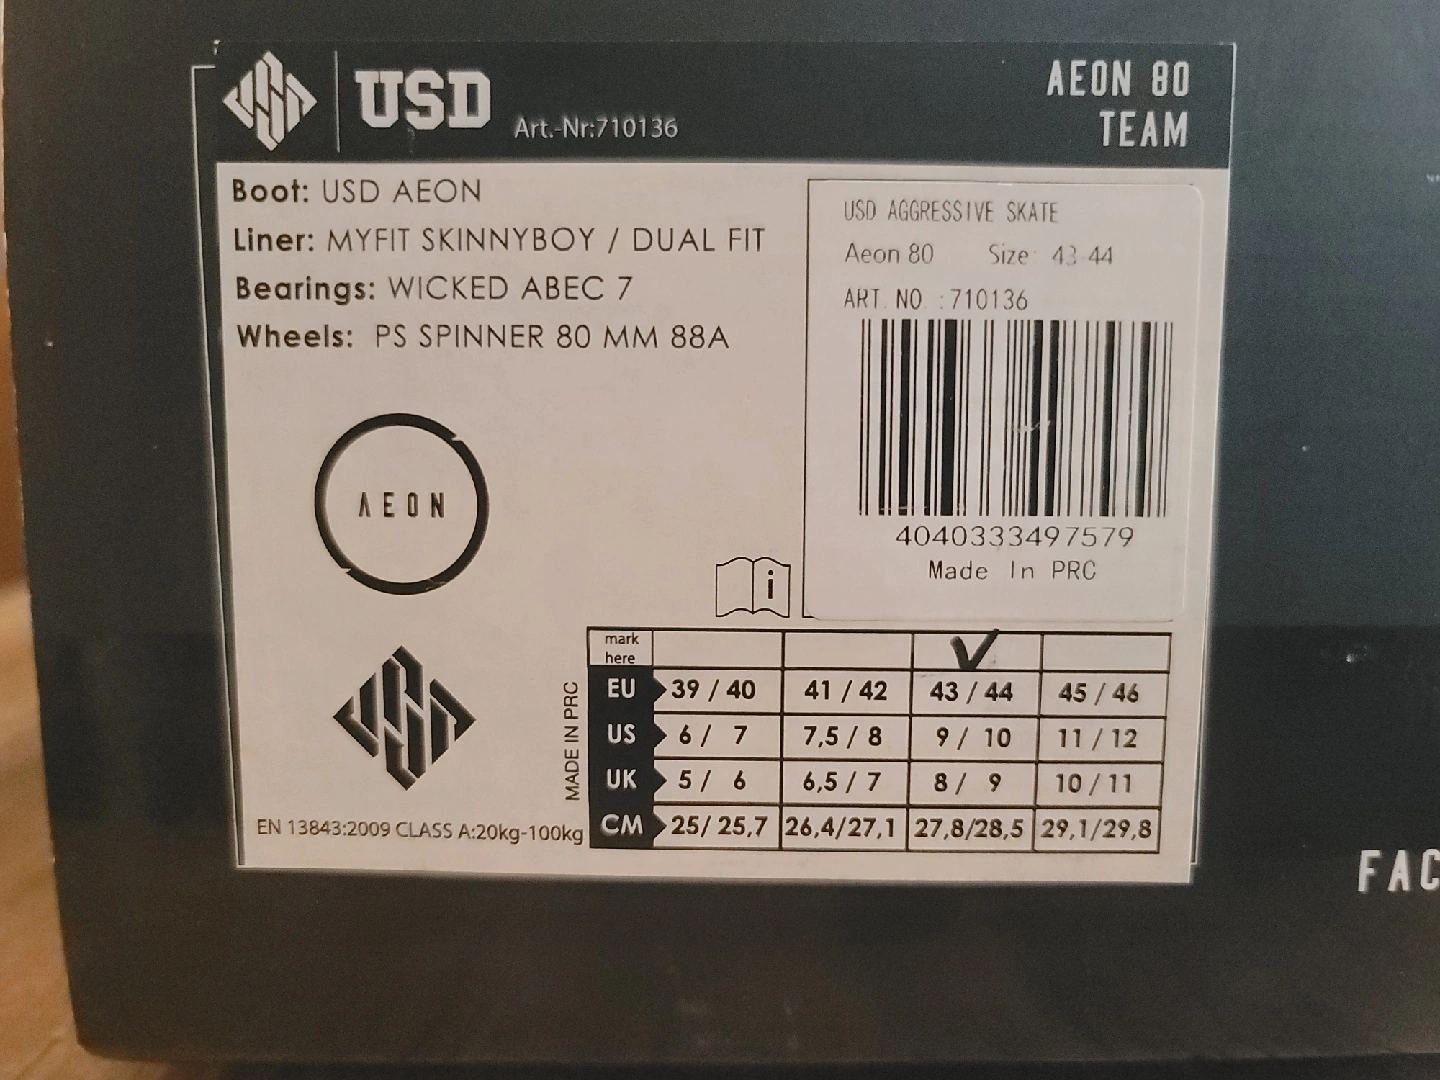 USD Art.-Nr:710136
AEON 80
TEAM
Boot: USD AEON
Liner: MYFIT SKINNYBOY / DUAL FIT
Bearings: WICKED ABEC 7
Wheels: PS SPINNER 80 MM 88A
USD AGGRESSIVE SKATE
Aeon 80 Size: 43-44
ART. NO. :710136
4040333497579
Made In PRC
AEON
i
mark
here
EU 39 / 40 41 / 42 43 / 44 45 / 46
US 6 / 7 7,5 / 8 9 / 10 11 / 12
UK 5 / 6 6,5 / 7 8 / 9 10 / 11
CM 25/ 25,7 26,4/27,1 27,8/28,5 29,1/29,8
MADE IN PRC
EN 13843:2009 CLASS A:20kg-100kg
FAC